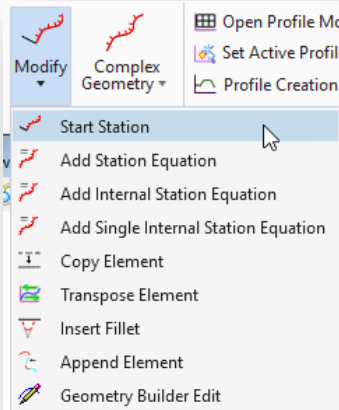 Modify
Complex
Geometry
Open Profile Mo
Set Active Profil
Profile Creation
Start Station
Add Station Equation
Add Internal Station Equation
Add Single Internal Station Equation
Copy Element
Transpose Element
Insert Fillet
Append Element
Geometry Builder Edit